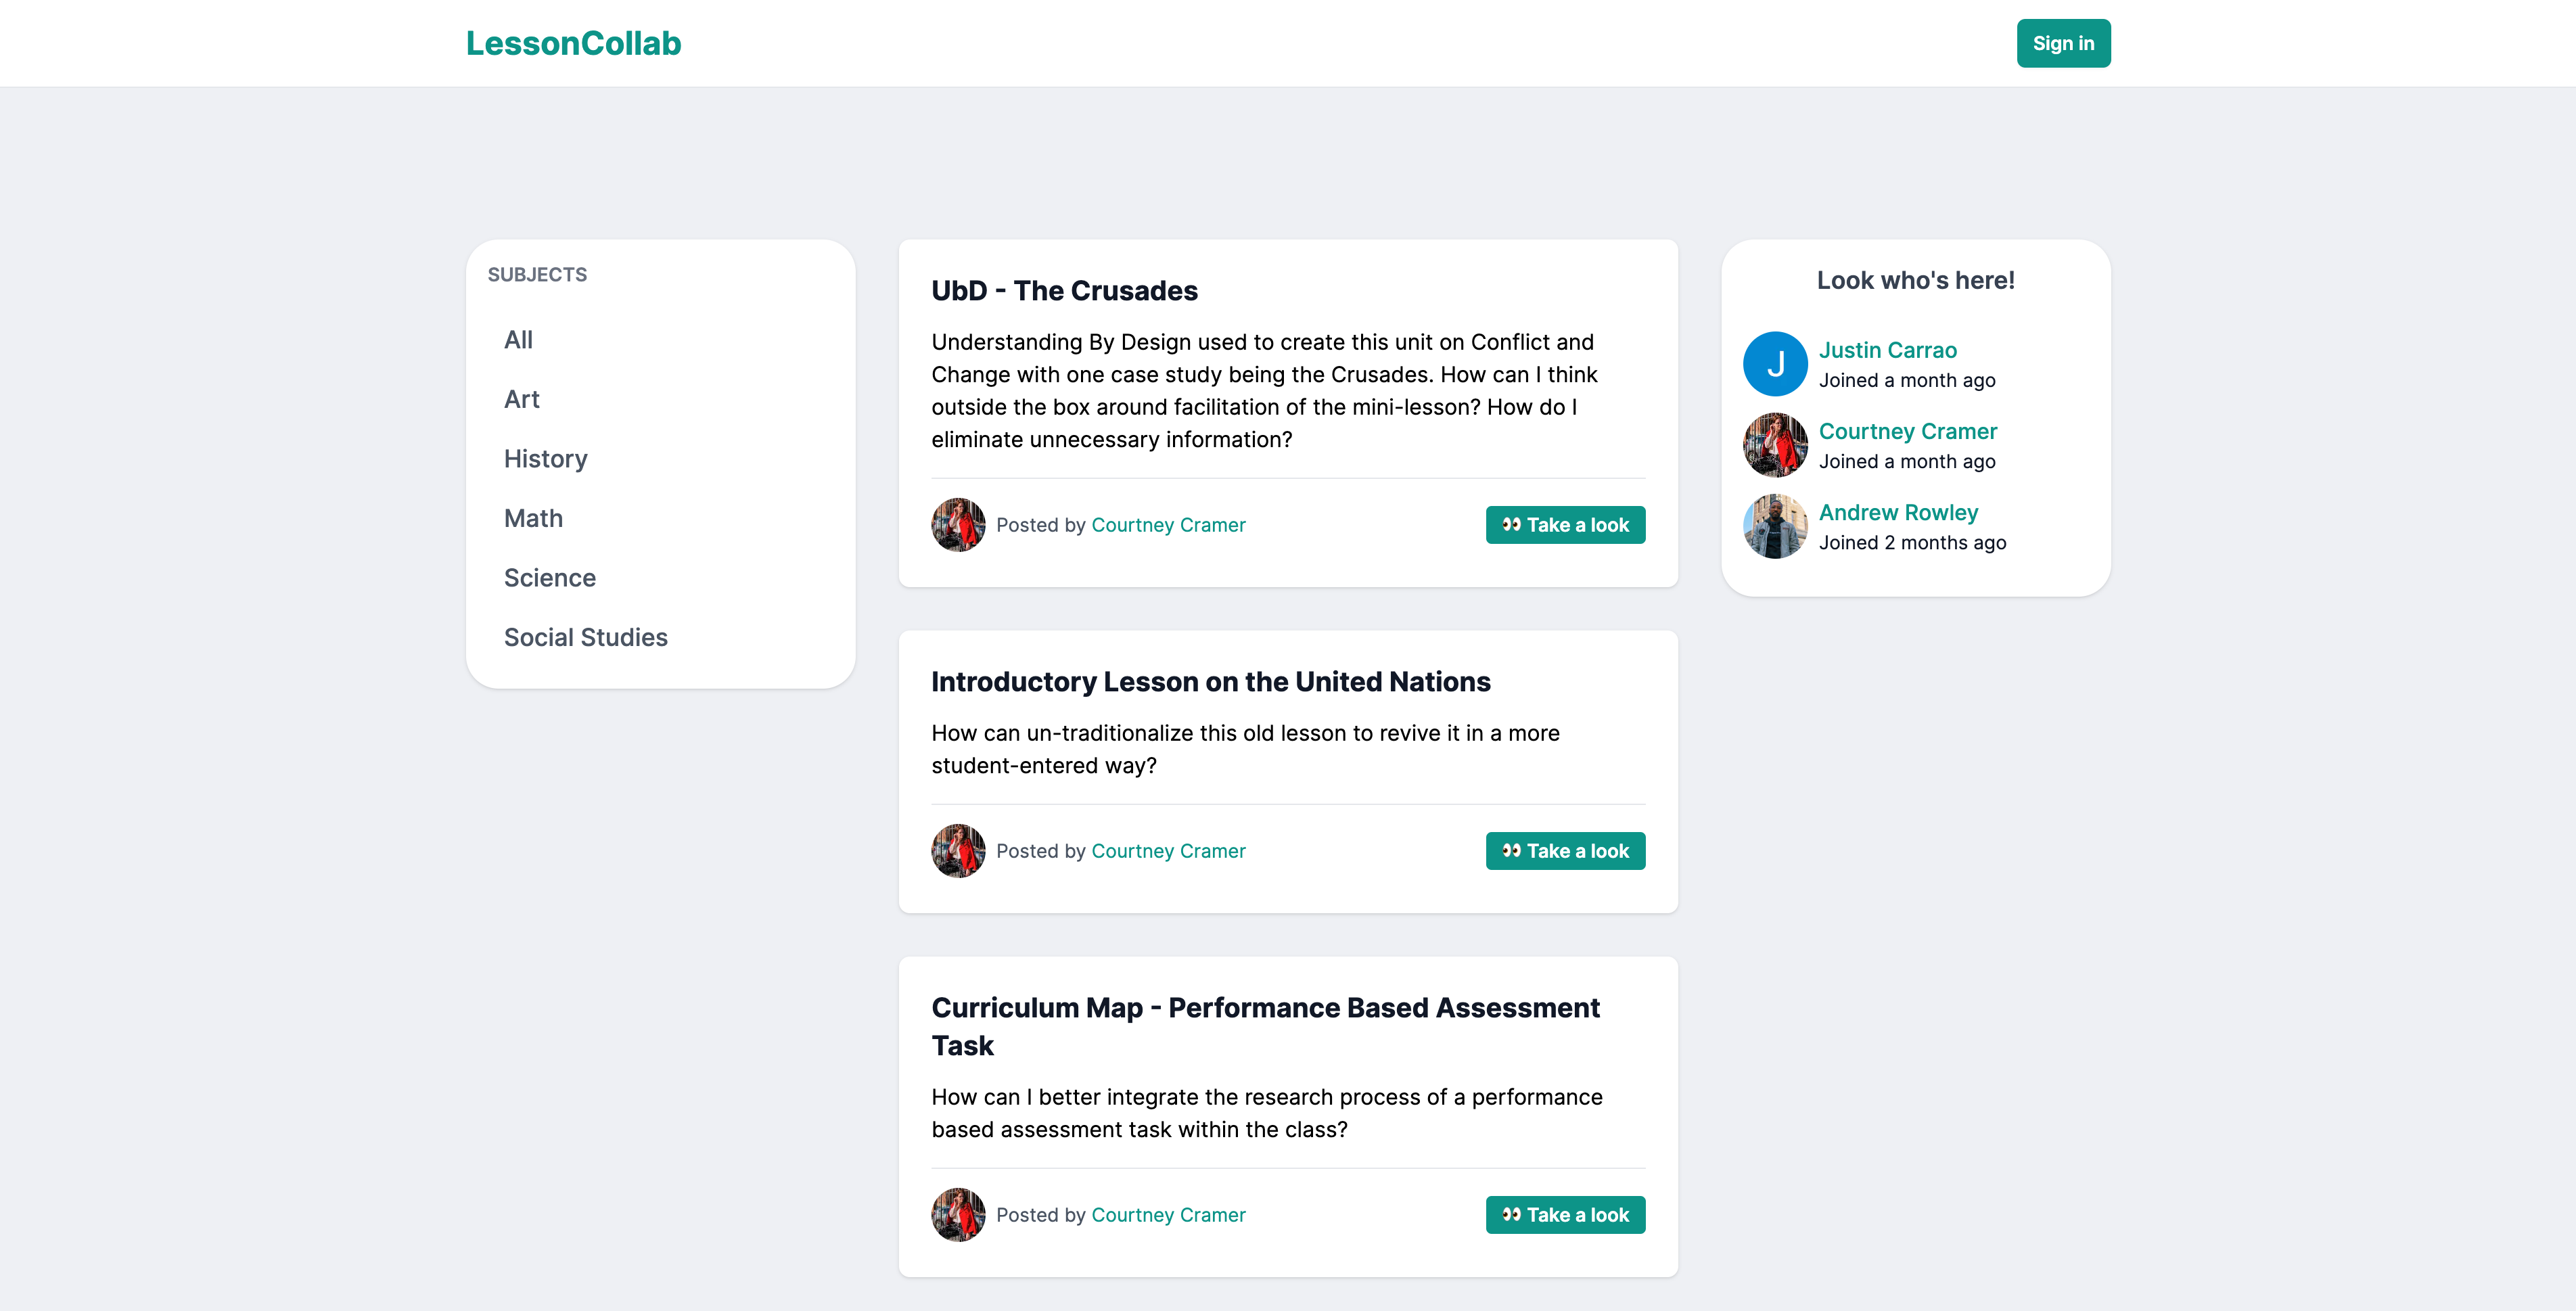 LessonCollab
Sign in
SUBJECTS
All
Art
History
Math
Science
Social Studies
UbD - The Crusades
Understanding By Design used to create this unit on Conflict and
Change with one case study being the Crusades. How can I think
outside the box around facilitation of the mini-lesson? How do I
eliminate unnecessary information?
Posted by Courtney Cramer
👀 Take a look
Introductory Lesson on the United Nations
How can un-traditionalize this old lesson to revive it in a more
student-entered way?
Posted by Courtney Cramer
👀 Take a look
Curriculum Map - Performance Based Assessment
Task
How can I better integrate the research process of a performance
based assessment task within the class?
Posted by Courtney Cramer
👀 Take a look
Look who's here!
J
Justin Carrao
Joined a month ago
Courtney Cramer
Joined a month ago
Andrew Rowley
Joined 2 months ago